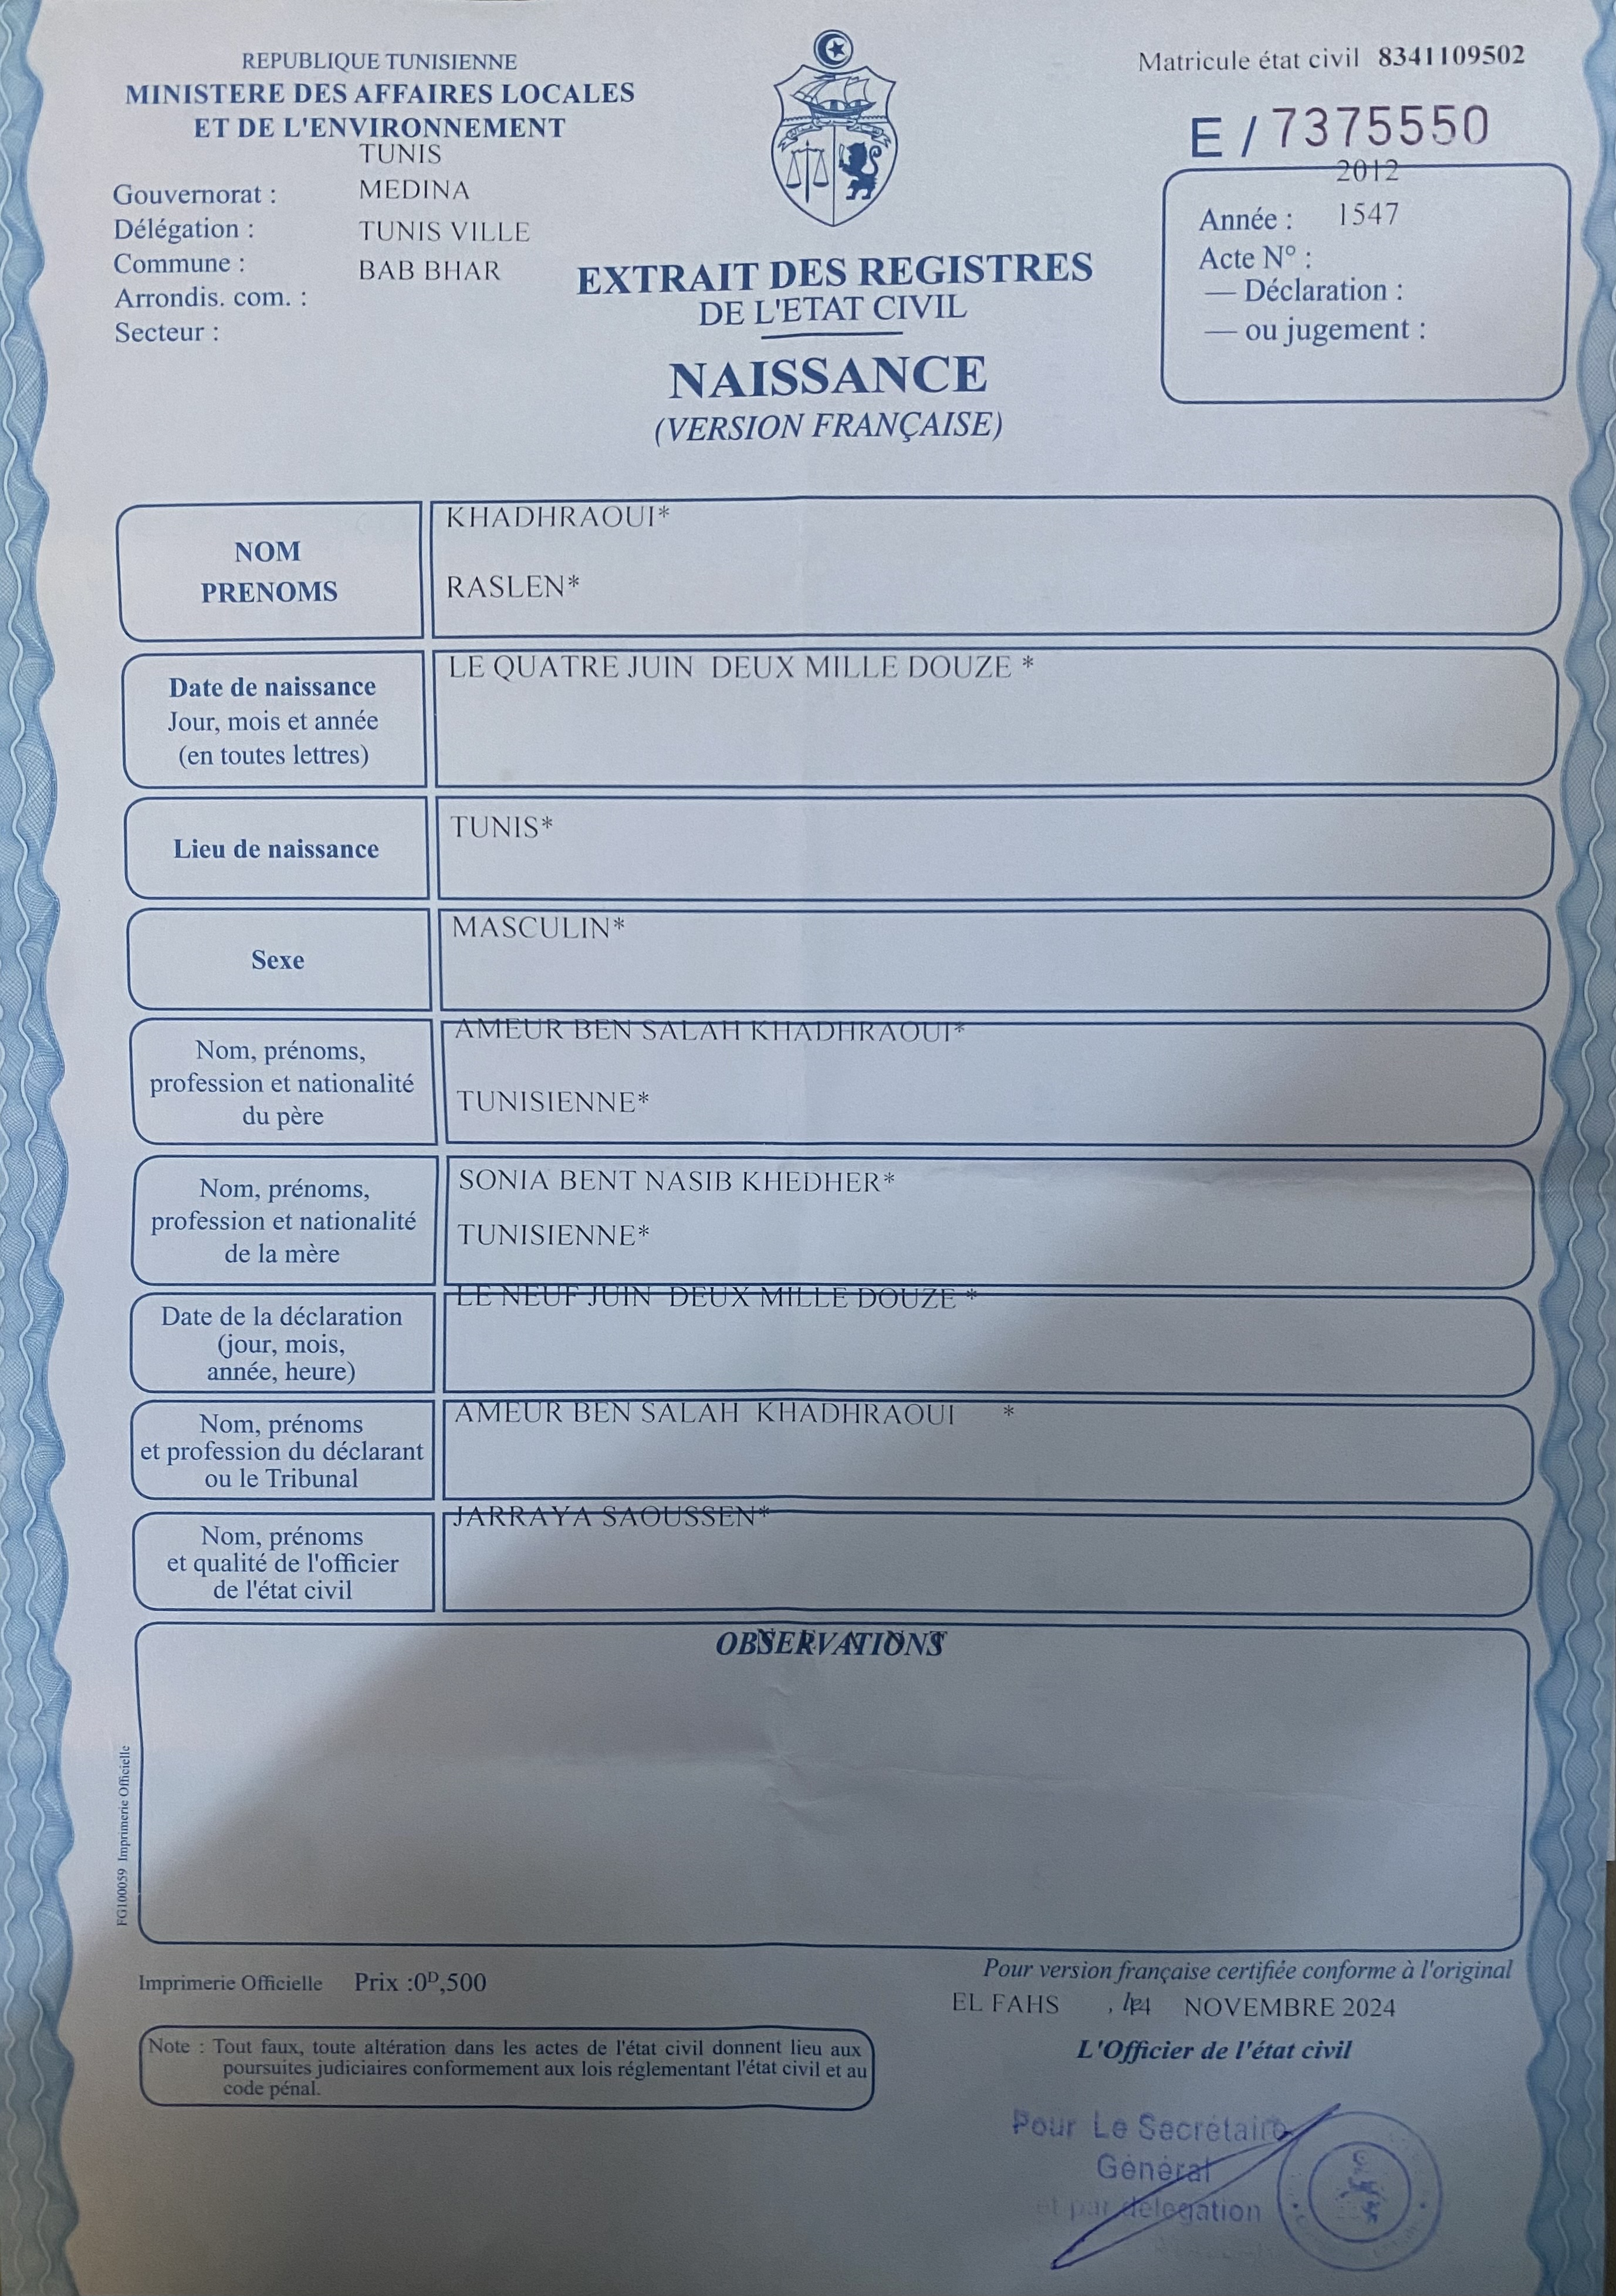 REPUBLIQUE TUNISIENNE
MINISTERE DES AFFAIRES LOCALES
ET DE L'ENVIRONNEMENT
TUNIS
Gouvernorat : MEDINA
Délégation : TUNIS VILLE
Commune : BAB BHAR
Arrondis. com. :
Secteur :
Matricule état civil 8341109502
E / 7375550
2012
Année : 1547
Acte N° :
— Déclaration :
— ou jugement :
EXTRAIT DES REGISTRES
DE L'ETAT CIVIL
NAISSANCE
(VERSION FRANÇAISE)
NOM
PRENOMS
KHADHRAOUI*
RASLEN*
Date de naissance
Jour, mois et année
(en toutes lettres)
LE QUATRE JUIN DEUX MILLE DOUZE *
Lieu de naissance
TUNIS*
Sexe
MASCULIN*
Nom, prénoms,
profession et nationalité
du père
AMEUR BEN SALAH KHADHRAOUI*
TUNISIENNE*
Nom, prénoms,
profession et nationalité
de la mère
SONIA BENT NASIB KHEDHER*
TUNISIENNE*
Date de la déclaration
(jour, mois,
année, heure)
LE NEUF JUIN DEUX MILLE DOUZE *
Nom, prénoms
et profession du déclarant
ou le Tribunal
AMEUR BEN SALAH KHADHRAOUI *
Nom, prénoms
et qualité de l'officier
de l'état civil
JARRAYA SAOUSSEN*
OBSERVATIONS
FG100059 Imprimerie Officielle
Imprimerie Officielle Prix :0ᴰ,500
Pour version française certifiée conforme à l'original
EL FAHS , NOVEMBRE 2024
L'Officier de l'état civil
Note : Tout faux, toute altération dans les actes de l'état civil donnent lieu aux
poursuites judiciaires conformement aux lois réglementant l'état civil et au
code pénal.
Pour Le Secrétaire
Général
et par délegation